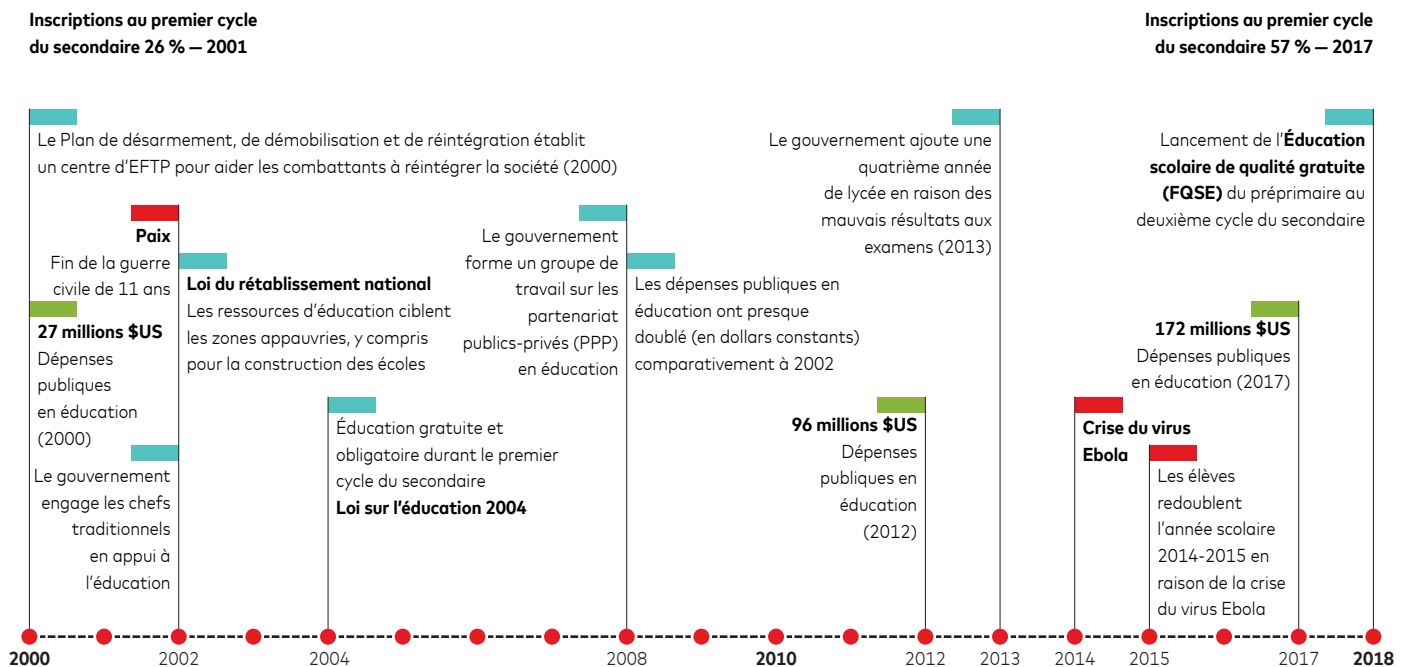 Inscriptions au premier cycle
du secondaire 26 % — 2001
Inscriptions au premier cycle
du secondaire 57 % — 2017
Le Plan de désarmement, de démobilisation et de réintégration établit
un centre d'EFTP pour aider les combattants à réintégrer la société (2000)
Paix
Fin de la guerre
civile de 11 ans
27 millions $US
Dépenses
publiques
en éducation
(2000)
Le gouvernement
engage les chefs
traditionnels
en appui à
l'éducation
Loi du rétablissement national
Les ressources d'éducation ciblent
les zones appauvries, y compris
pour la construction des écoles
Éducation gratuite et
obligatoire durant le premier
cycle du secondaire
Loi sur l'éducation 2004
Le gouvernement
forme un groupe de
travail sur les
partenariat
publics-privés (PPP)
en éducation
Les dépenses publiques en
éducation ont presque
doublé (en dollars constants)
comparativement à 2002
96 millions $US
Dépenses
publiques en
éducation
(2012)
Le gouvernement ajoute une
quatrième année
de lycée en raison des
mauvais résultats aux
examens (2013)
Crise du virus
Ebola
Les élèves
redoublent
l'année scolaire
2014-2015 en
raison de la crise
du virus Ebola
172 millions $US
Dépenses publiques
en éducation (2017)
Lancement de l'Éducation
scolaire de qualité gratuite
(FQSE) du préprimaire au
deuxième cycle du secondaire
2000 2002 2004 2008 2010 2012 2013 2014 2015 2017 2018